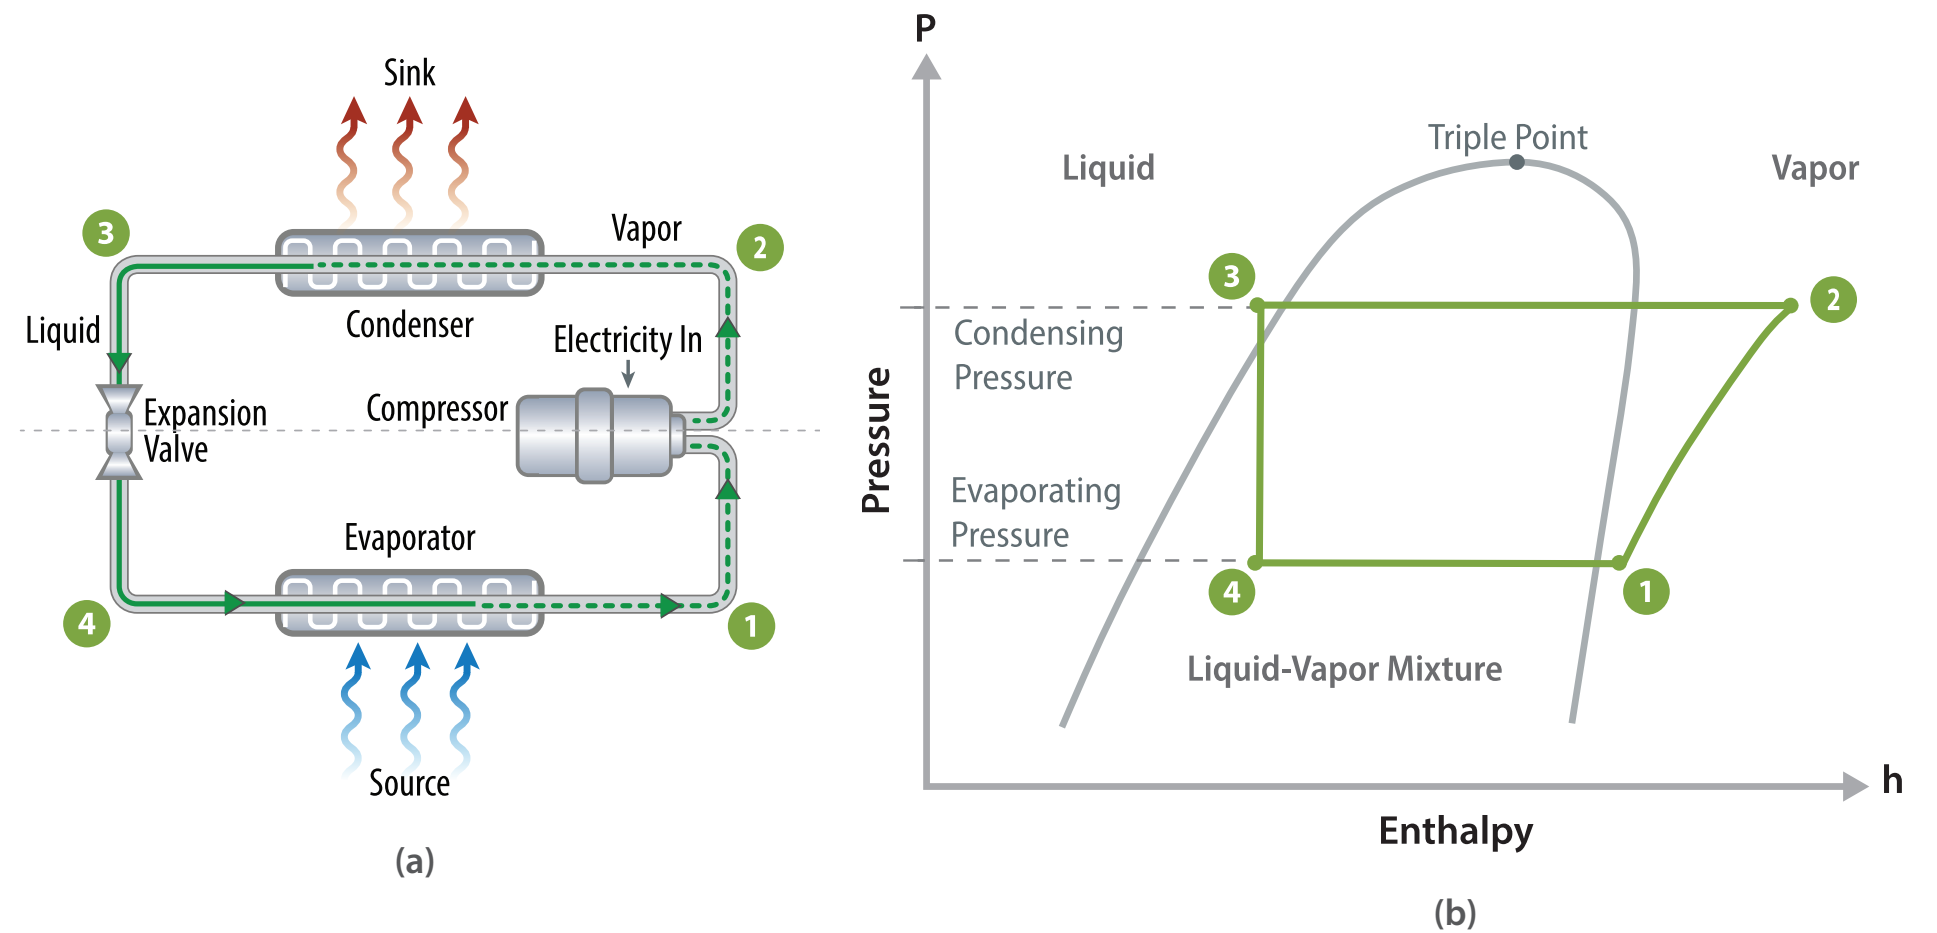 Sink
3
Vapor
2
Liquid
Condenser
Electricity In
Compressor
Expansion
Valve
Evaporator
4
1
Source
(a)
P
Triple Point
Liquid
Vapor
3
2
Condensing
Pressure
Pressure
Evaporating
Pressure
4
1
Liquid-Vapor Mixture
h
Enthalpy
(b)